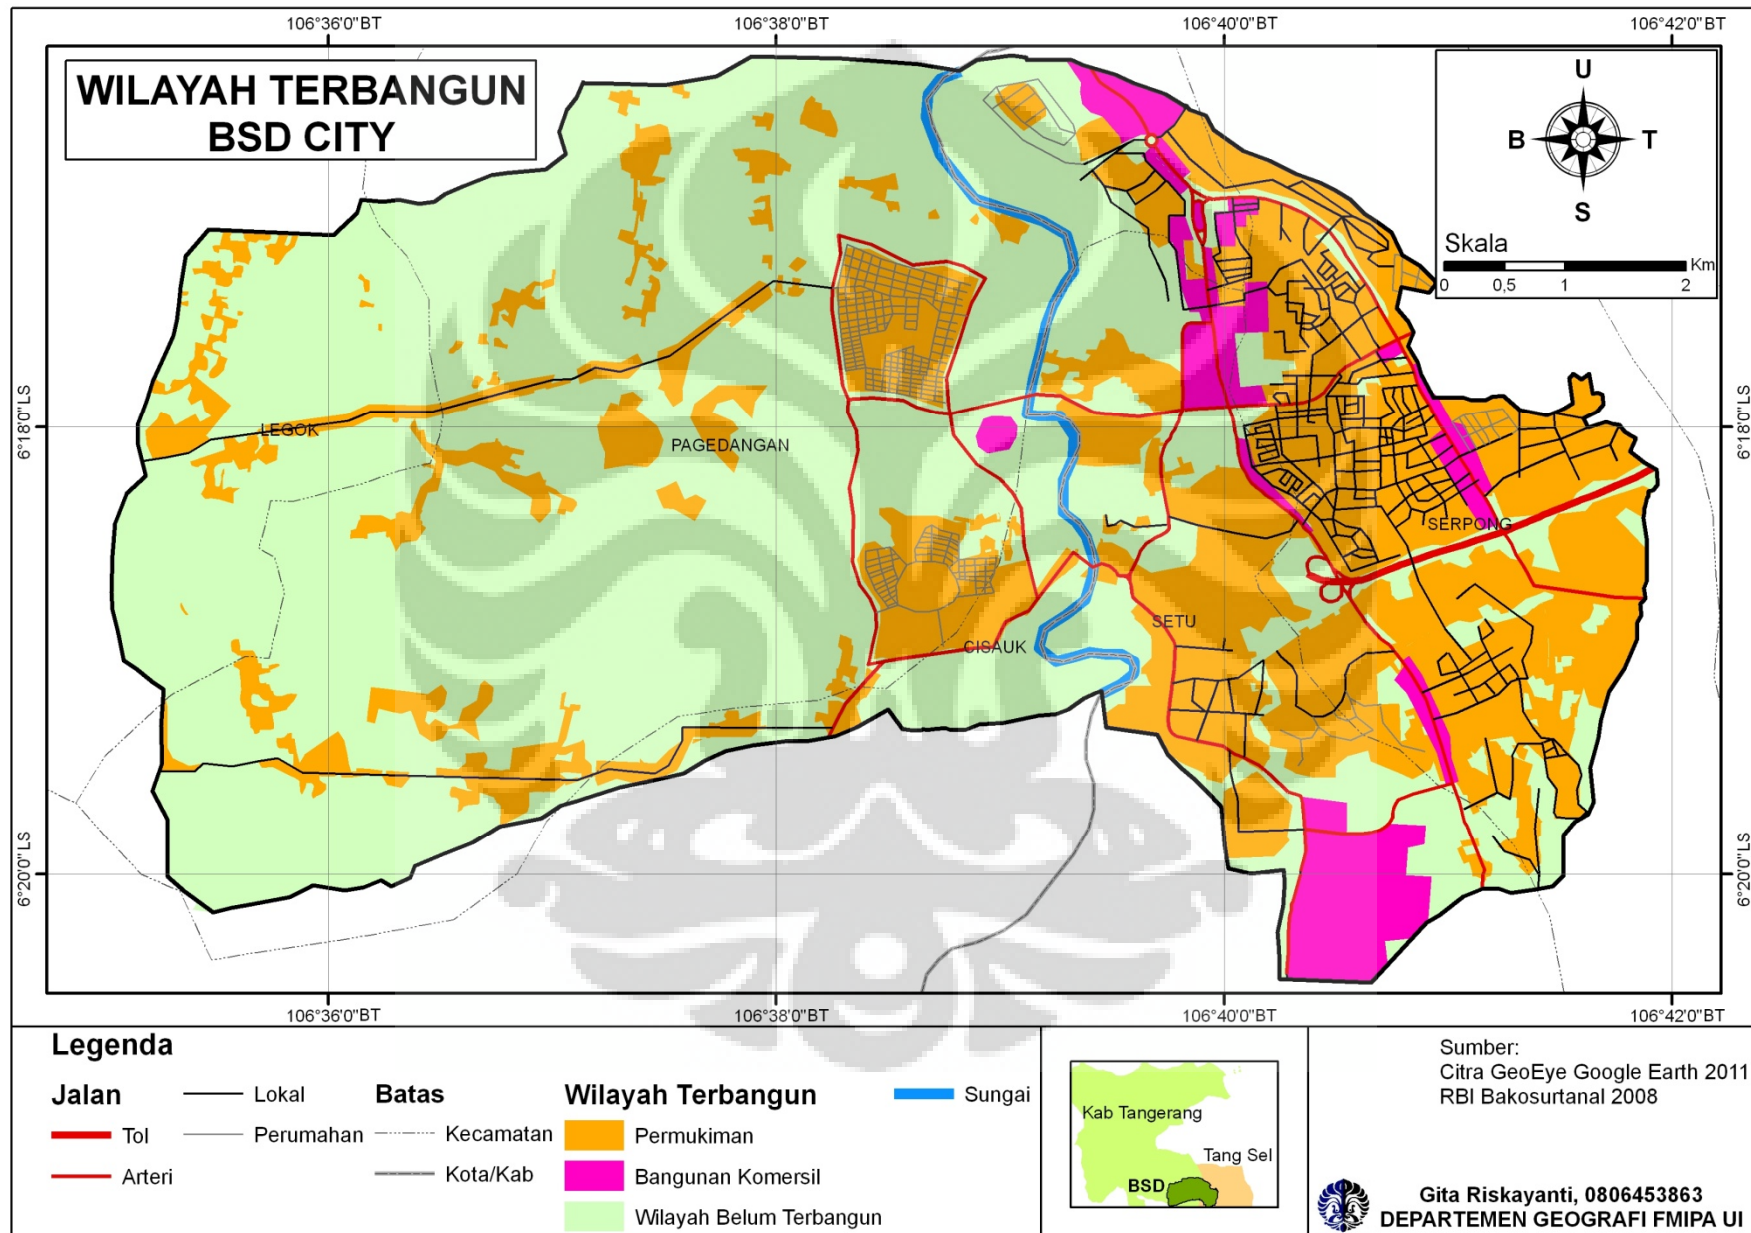 106°36'0"BT
106°38'0"BT
106°40'0"BT
106°42'0"BT
WILAYAH TERBANGUN
BSD CITY
U
B
T
S
Skala
Km
0
0,5
1
2
6°18'0"LS
6°18'0"LS
LEGOK
PAGEDANGAN
SERPONG
SETU
CISAUK
6°20'0"LS
6°20'0"LS
106°36'0"BT
106°38'0"BT
106°40'0"BT
106°42'0"BT
Legenda
Jalan
Tol
Arteri
Lokal
Perumahan
Batas
Kecamatan
Kota/Kab
Wilayah Terbangun
Permukiman
Bangunan Komersil
Wilayah Belum Terbangun
Sungai
Kab Tangerang
Tang Sel
BSD
Sumber:
Citra GeoEye Google Earth 2011
RBI Bakosurtanal 2008
Gita Riskayanti, 0806453863
DEPARTEMEN GEOGRAFI FMIPA UI